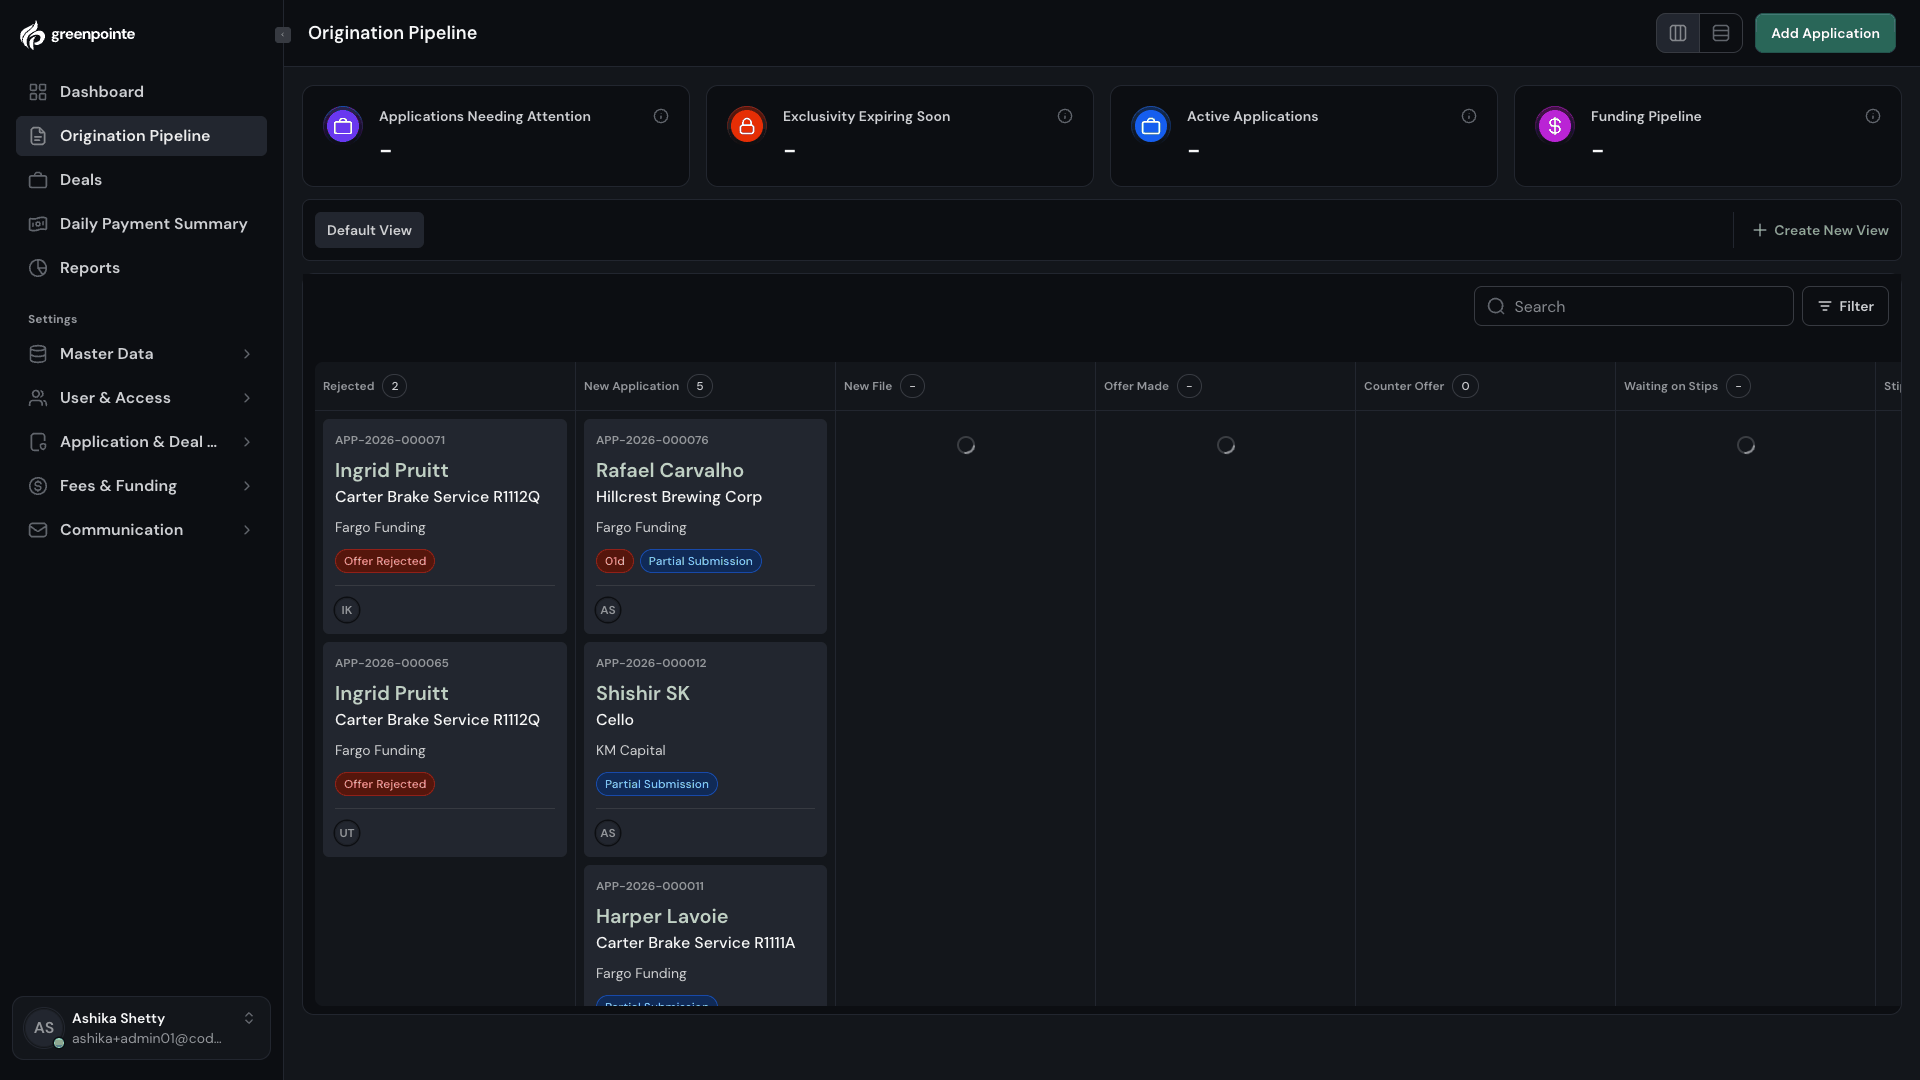 greenpointe
Dashboard
Origination Pipeline
Deals
Daily Payment Summary
Reports
Settings
Master Data
User & Access
Application & Deal ...
Fees & Funding
Communication
AS
Ashika Shetty
ashika+admin01@cod...
Origination Pipeline
Add Application
Applications Needing Attention
–
Exclusivity Expiring Soon
–
Active Applications
–
Funding Pipeline
–
Default View
Create New View
Search
Filter
Rejected 2
New Application 5
New File -
Offer Made -
Counter Offer 0
Waiting on Stips -
APP-2026-000071
Ingrid Pruitt
Carter Brake Service R1112Q
Fargo Funding
Offer Rejected
IK
APP-2026-000065
Ingrid Pruitt
Carter Brake Service R1112Q
Fargo Funding
Offer Rejected
UT
APP-2026-000076
Rafael Carvalho
Hillcrest Brewing Corp
Fargo Funding
01d Partial Submission
AS
APP-2026-000012
Shishir SK
Cello
KM Capital
Partial Submission
AS
APP-2026-000011
Harper Lavoie
Carter Brake Service R1111A
Fargo Funding
Partial Submission